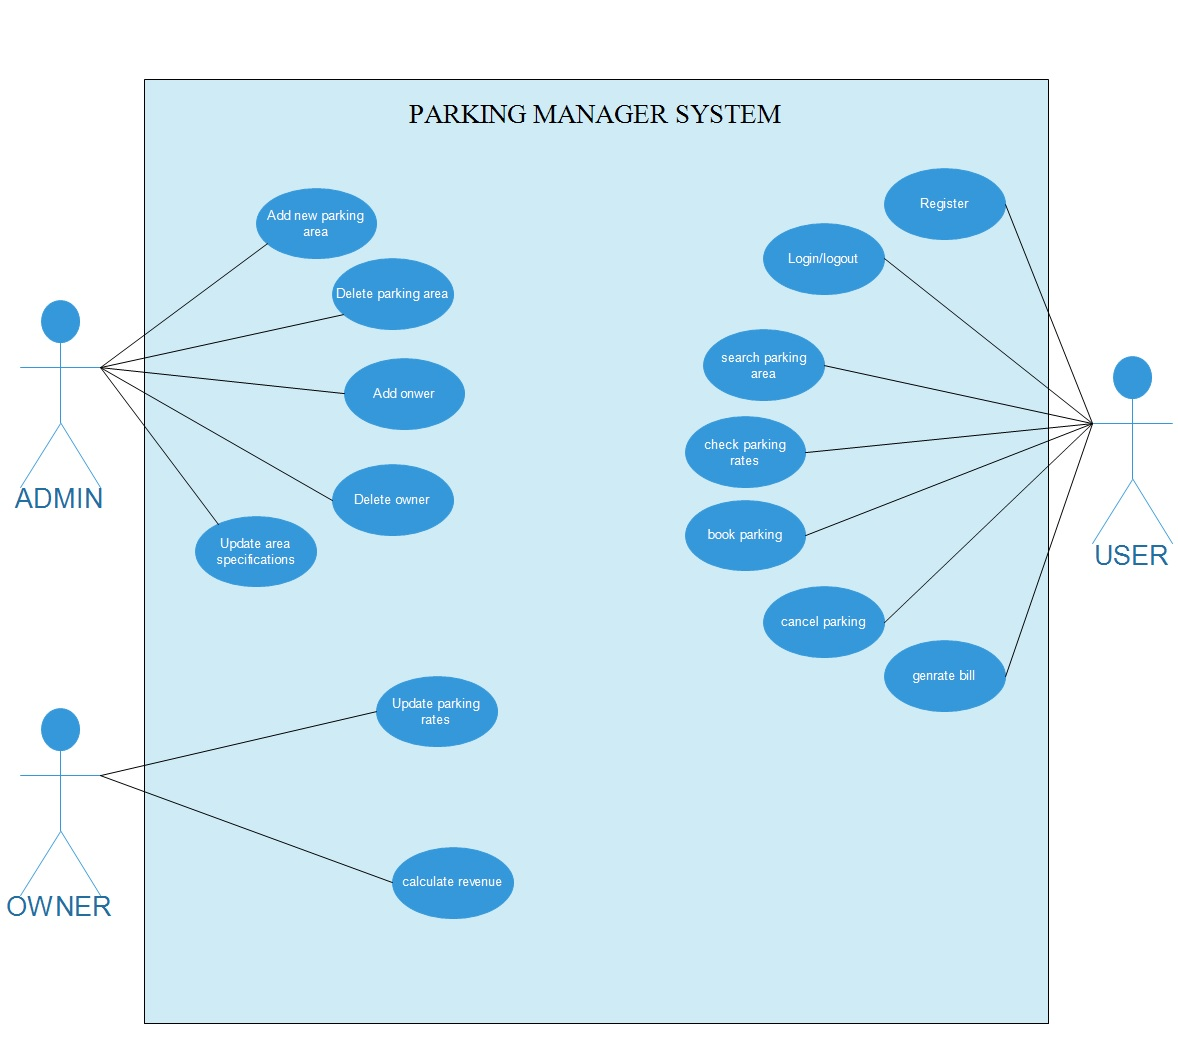 PARKING MANAGER SYSTEM
Add new parking
area
Delete parking area
Add onwer
Delete owner
Update area
specifications
ADMIN
Register
Login/logout
search parking
area
check parking
rates
book parking
cancel parking
genrate bill
USER
Update parking
rates
calculate revenue
OWNER